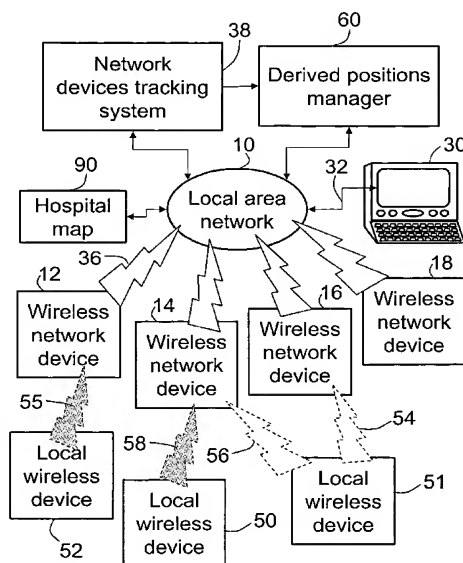 38
60
Network
devices tracking
system
Derived positions
manager
10
30
90
32
Hospital
map
Local area
network
36
12
14
16
18
Wireless
network
device
Wireless
network
device
Wireless
network
device
Wireless
network
device
55
58
56
54
Local
wireless
device
Local
wireless
device
Local
wireless
device
52
50
51